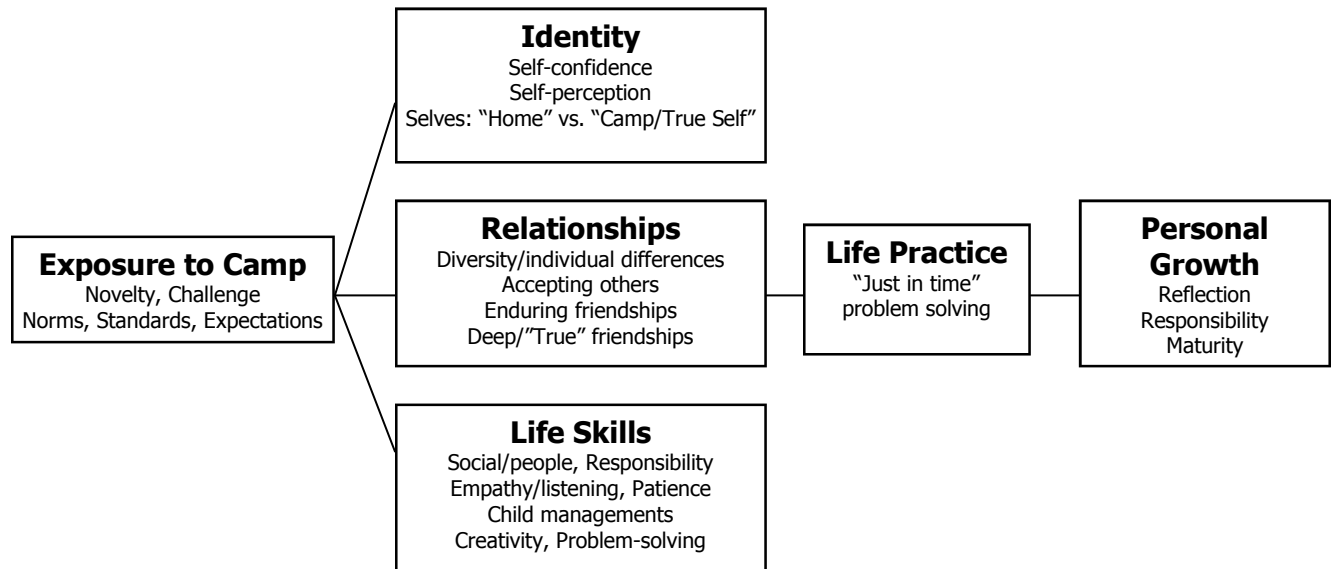 Identity
Self-confidence
Self-perception
Selves: “Home” vs. “Camp/True Self”
Exposure to Camp
Novelty, Challenge
Norms, Standards, Expectations
Relationships
Diversity/individual differences
Accepting others
Enduring friendships
Deep/”True” friendships
Life Skills
Social/people, Responsibility
Empathy/listening, Patience
Child managements
Creativity, Problem-solving
Life Practice
“Just in time”
problem solving
Personal
Growth
Reflection
Responsibility
Maturity